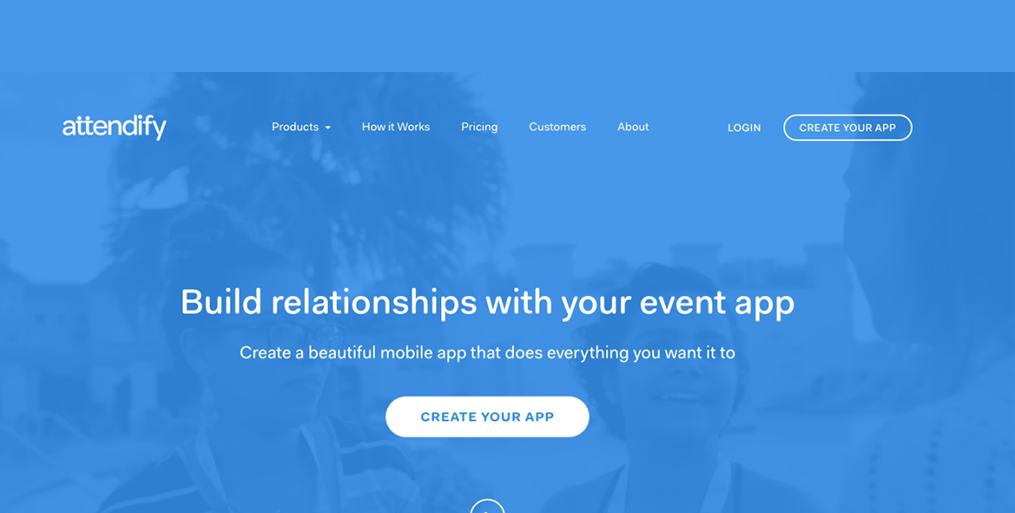 attendify
Products
How it Works
Pricing
Customers
About
LOGIN
CREATE YOUR APP
Build relationships with your event app
Create a beautiful mobile app that does everything you want it to
CREATE YOUR APP